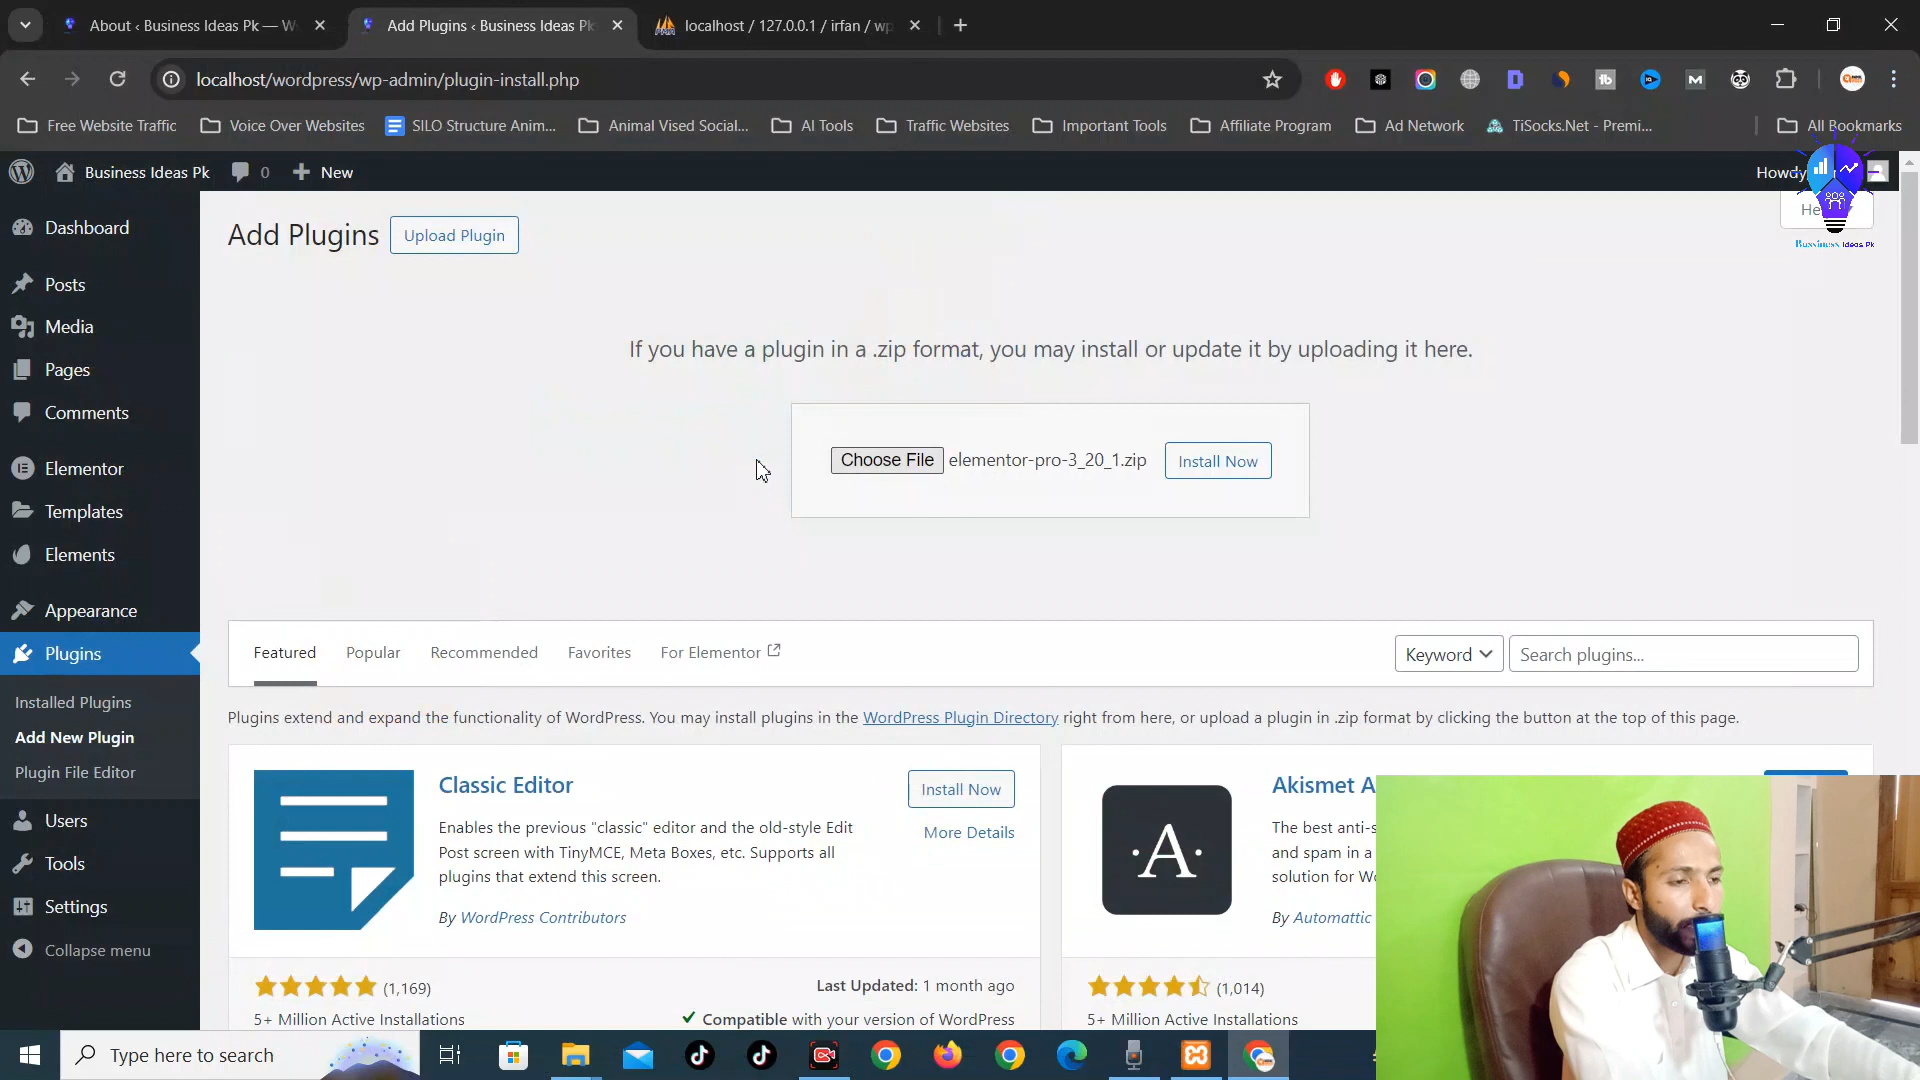 About ‹ Business Ideas Pk — W
Add Plugins ‹ Business Ideas Pk
localhost / 127.0.0.1 / irfan / wp
localhost/wordpress/wp-admin/plugin-install.php
Free Website Traffic
Voice Over Websites
SILO Structure Anim...
Animal Vised Social...
AI Tools
Traffic Websites
Important Tools
Affiliate Program
Ad Network
TiSocks.Net - Premi...
All Bookmarks
Business Ideas Pk
0
New
Howdy,
Bussiness Ideas Pk
Dashboard
Posts
Media
Pages
Comments
Elementor
Templates
Elements
Appearance
Plugins
Installed Plugins
Add New Plugin
Plugin File Editor
Users
Tools
Settings
Collapse menu
Add Plugins
Upload Plugin
If you have a plugin in a .zip format, you may install or update it by uploading it here.
Choose File elementor-pro-3_20_1.zip
Install Now
Featured
Popular
Recommended
Favorites
For Elementor
Keyword
Search plugins...
Plugins extend and expand the functionality of WordPress. You may install plugins in the WordPress Plugin Directory right from here, or upload a plugin in .zip format by clicking the button at the top of this page.
Classic Editor
Install Now
More Details
Enables the previous "classic" editor and the old-style Edit
Post screen with TinyMCE, Meta Boxes, etc. Supports all
plugins that extend this screen.
By WordPress Contributors
(1,169)
5+ Million Active Installations
Last Updated: 1 month ago
Compatible with your version of WordPress
·A·
Akismet A
The best anti-s
and spam in a
solution for Wo
By Automattic
(1,014)
5+ Million Active Installations
Type here to search